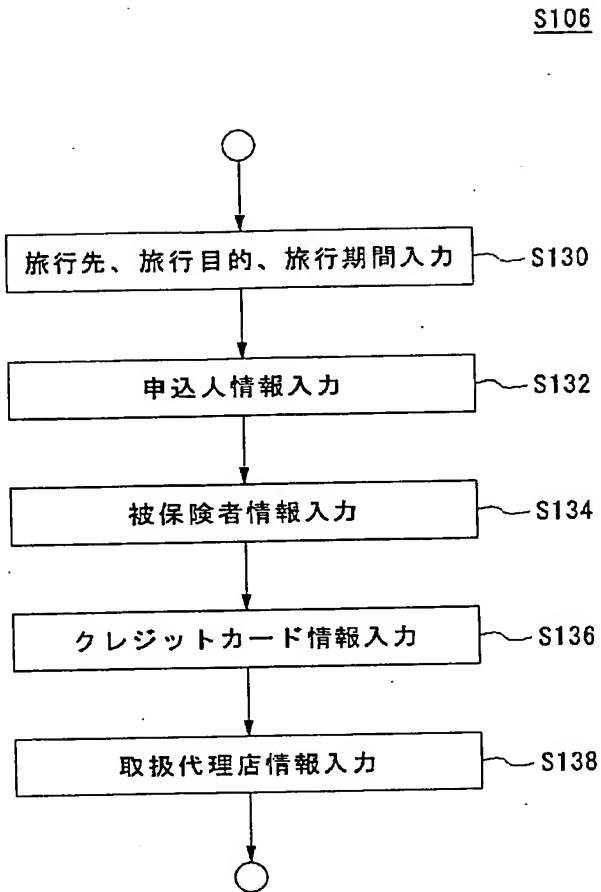 S106
旅行先、旅行目的、旅行期間入力 S130
申込人情報入力 S132
被保険者情報入力 S134
クレジットカード情報入力 S136
取扱代理店情報入力 S138